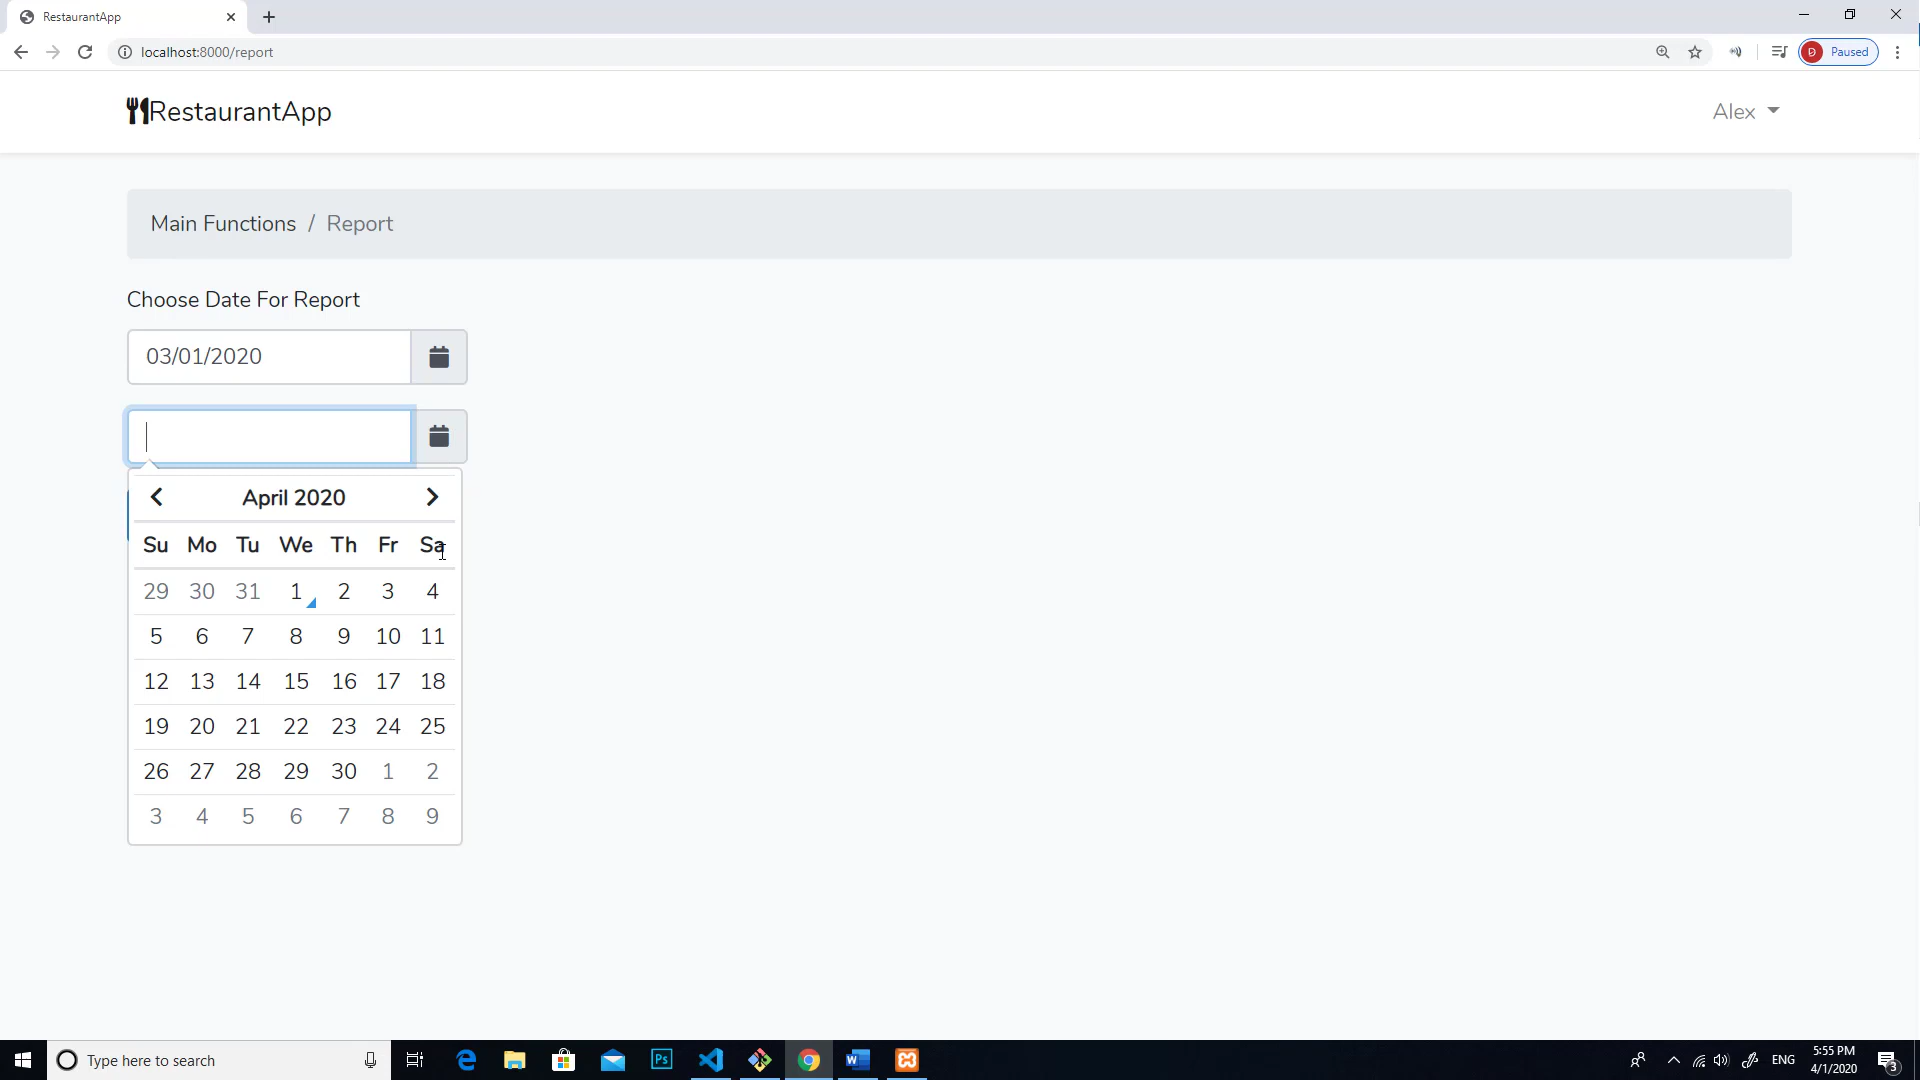 RestaurantApp
localhost:8000/report
Paused
RestaurantApp
Alex
Main Functions / Report
Choose Date For Report
03/01/2020
April 2020
Su Mo Tu We Th Fr Sa
29 30 31 1 2 3 4
5 6 7 8 9 10 11
12 13 14 15 16 17 18
19 20 21 22 23 24 25
26 27 28 29 30 1 2
3 4 5 6 7 8 9
Type here to search
Ps
ENG
5:55 PM
4/1/2020
3